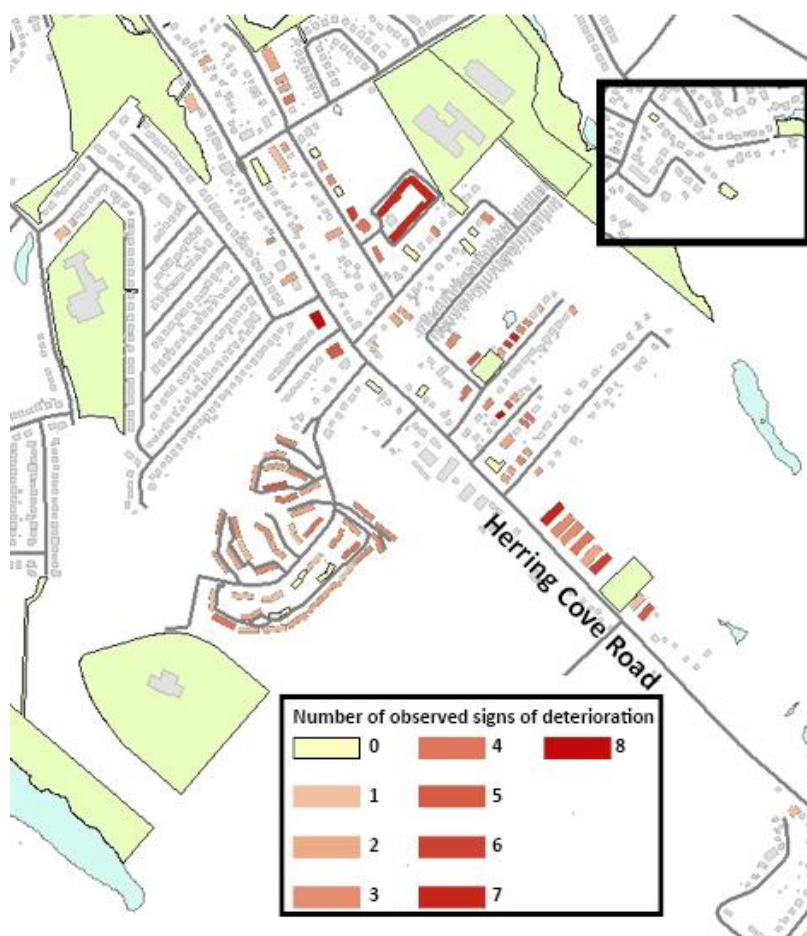 Herring Cove Road
Number of observed signs of deterioration
0 4 8
1 5
2 6
3 7